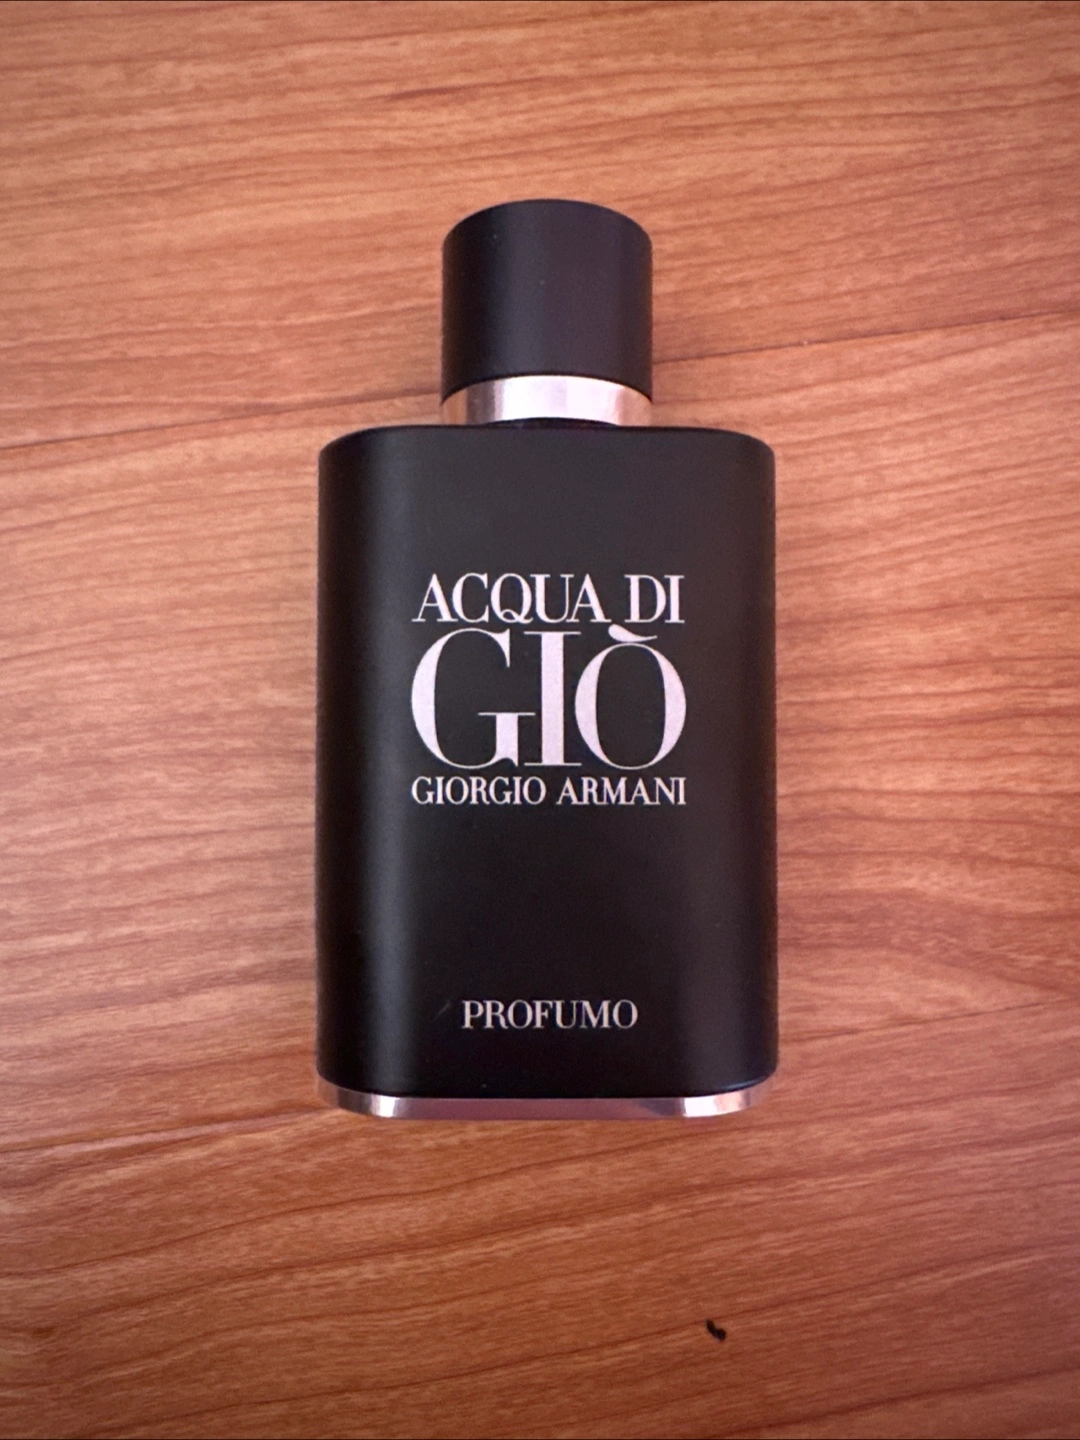 ACQUA DI
GIÒ
GIORGIO ARMANI
PROFUMO